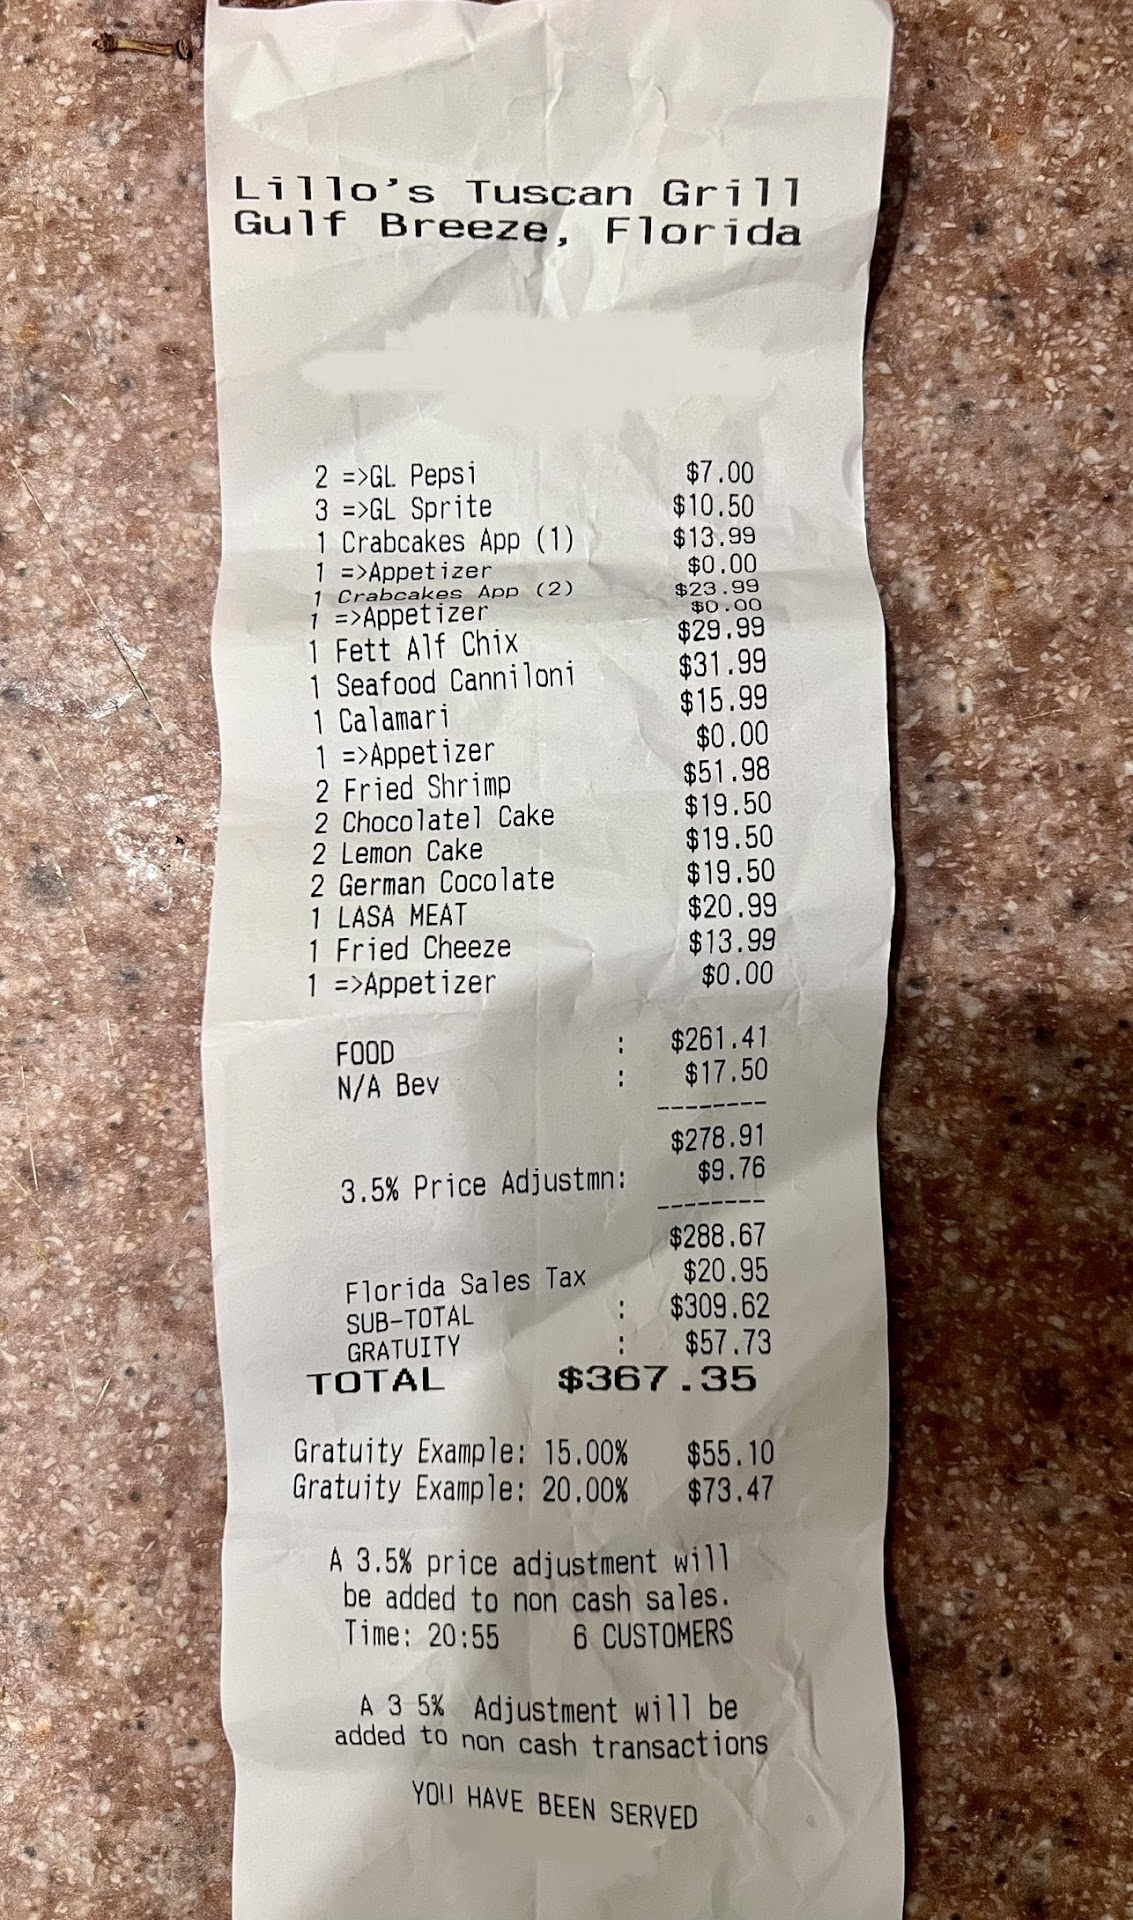 Lillo's Tuscan Grill
Gulf Breeze, Florida
2 =>GL Pepsi $7.00
3 =>GL Sprite $10.50
1 Crabcakes App (1) $13.99
1 =>Appetizer $0.00
1 Crabcakes App (2) $23.99
1 =>Appetizer $0.00
1 Fett Alf Chix $29.99
1 Seafood Canniloni $31.99
1 Calamari $15.99
1 =>Appetizer $0.00
2 Fried Shrimp $51.98
2 Chocolatel Cake $19.50
2 Lemon Cake $19.50
2 German Cocolate $19.50
1 LASA MEAT $20.99
1 Fried Cheeze $13.99
1 =>Appetizer $0.00
FOOD : $261.41
N/A Bev : $17.50
--------
$278.91
3.5% Price Adjustmn: $9.76
--------
$288.67
Florida Sales Tax $20.95
SUB-TOTAL : $309.62
GRATUITY : $57.73
TOTAL $367.35
Gratuity Example: 15.00% $55.10
Gratuity Example: 20.00% $73.47
A 3.5% price adjustment will
be added to non cash sales.
Time: 20:55 6 CUSTOMERS
A 3 5% Adjustment will be
added to non cash transactions
YOU HAVE BEEN SERVED